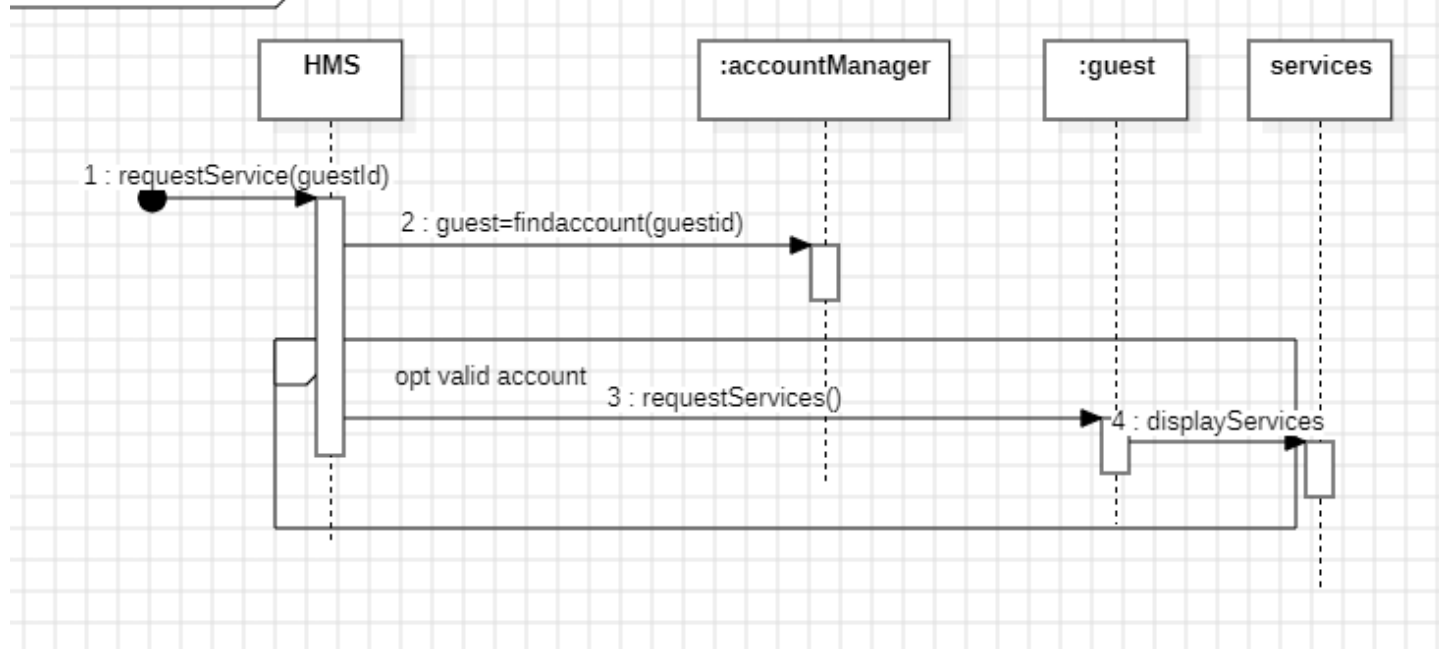 HMS
:accountManager
:guest
services
1 : requestService(guestId)
2 : guest=findaccount(guestid)
opt valid account
3 : requestServices()
4 : displayServices